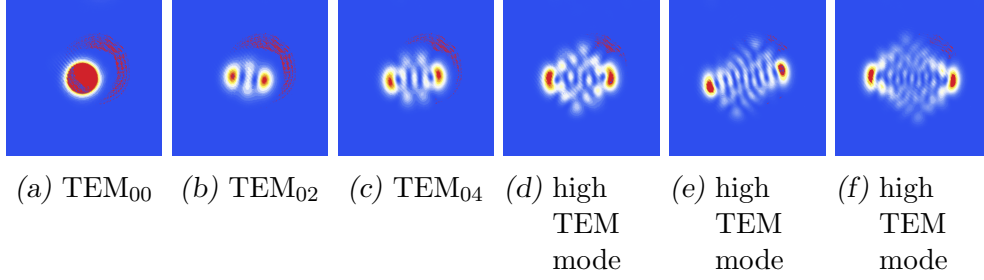 (a) TEM₀₀ (b) TEM₀₂ (c) TEM₀₄ (d) high TEM mode (e) high TEM mode (f) high TEM mode